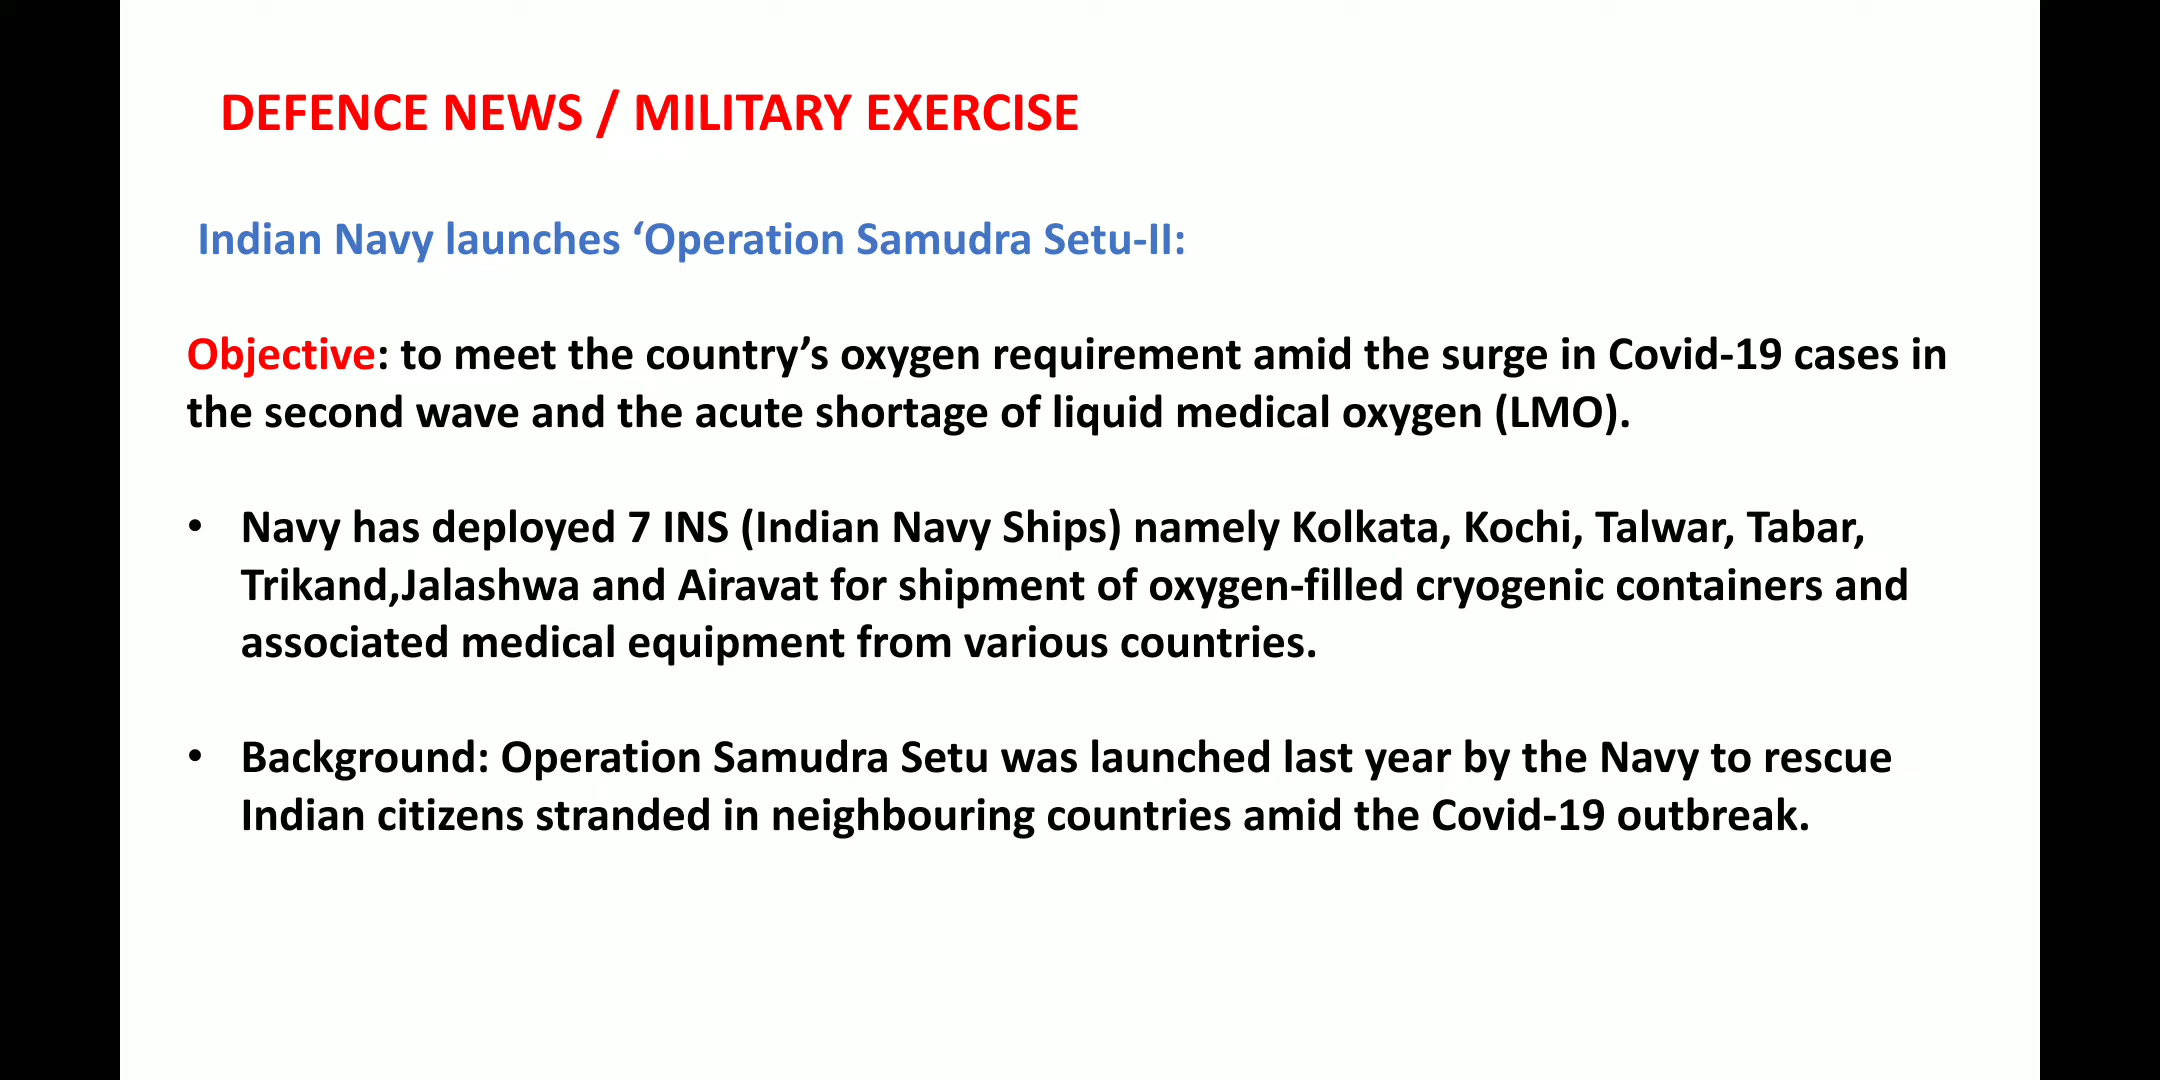 DEFENCE NEWS / MILITARY EXERCISE
Indian Navy launches ‘Operation Samudra Setu-II:
Objective: to meet the country’s oxygen requirement amid the surge in Covid-19 cases in
the second wave and the acute shortage of liquid medical oxygen (LMO).
• Navy has deployed 7 INS (Indian Navy Ships) namely Kolkata, Kochi, Talwar, Tabar,
Trikand,Jalashwa and Airavat for shipment of oxygen-filled cryogenic containers and
associated medical equipment from various countries.
• Background: Operation Samudra Setu was launched last year by the Navy to rescue
Indian citizens stranded in neighbouring countries amid the Covid-19 outbreak.